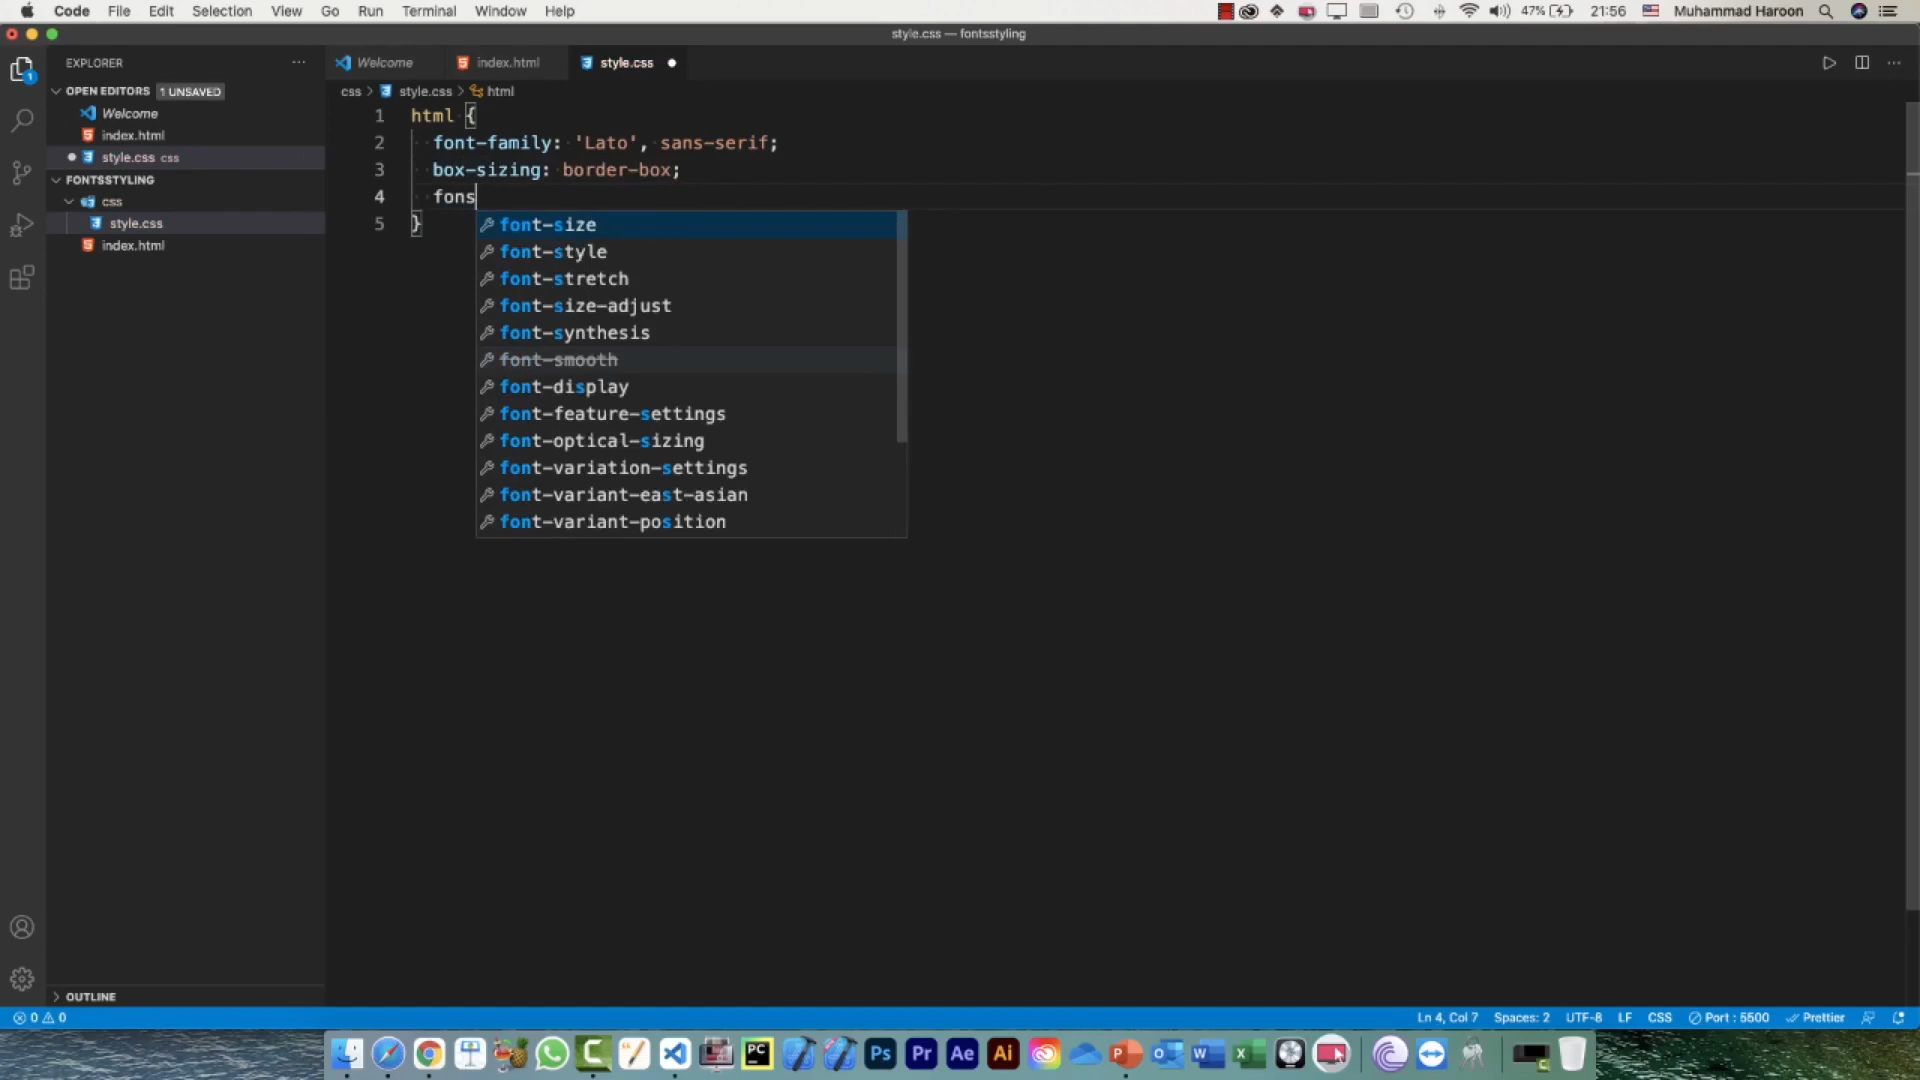 Code File Edit Selection View Go Run Terminal Window Help 47% 21:56 Muhammad Haroon
style.css — fontsstyling
EXPLORER
Welcome index.html style.css
OPEN EDITORS 1 UNSAVED
css > style.css > html
Welcome
index.html
style.css css
FONTSSTYLING
css
style.css
index.html
1 html {
2 font-family: 'Lato', sans-serif;
3 box-sizing: border-box;
4 fons
5 }
font-size
font-style
font-stretch
font-size-adjust
font-synthesis
font-smooth
font-display
font-feature-settings
font-optical-sizing
font-variation-settings
font-variant-east-asian
font-variant-position
OUTLINE
0 0 Ln 4, Col 7 Spaces: 2 UTF-8 LF CSS Port : 5500 Prettier
PC Ps Pr Ae Ai P O W X